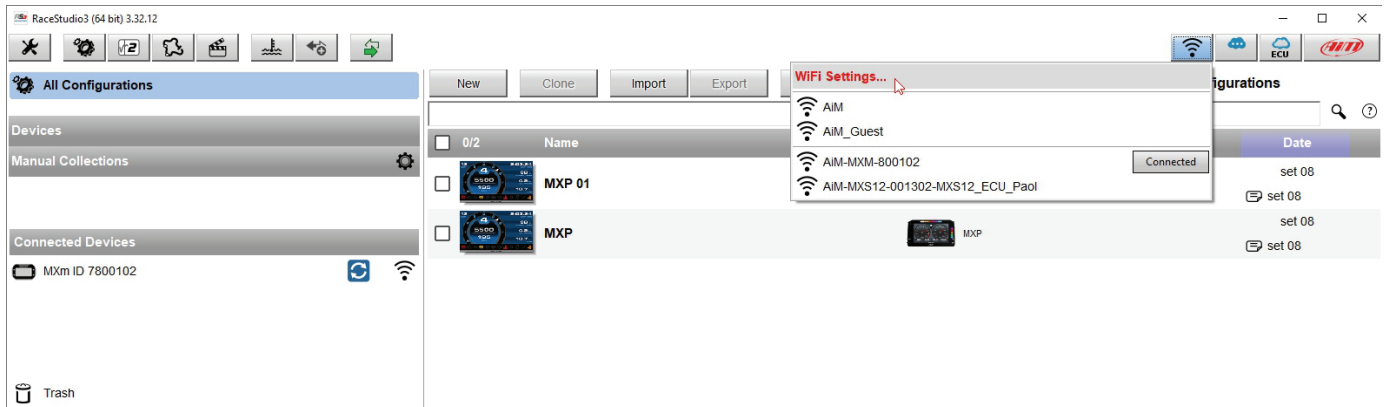 RaceStudio3 (64 bit) 3.32.12
ECU
AiM
All Configurations
New Clone Import Export
WiFi Settings...
igurations
AiM
AiM_Guest
Devices
0/2 Name Date
Manual Collections
AiM-MXM-800102 Connected
AiM-MXS12-001302-MXS12_ECU_Paol
MXP 01
set 08
set 08
MXP
MXP
set 08
set 08
Connected Devices
MXm ID 7800102
Trash